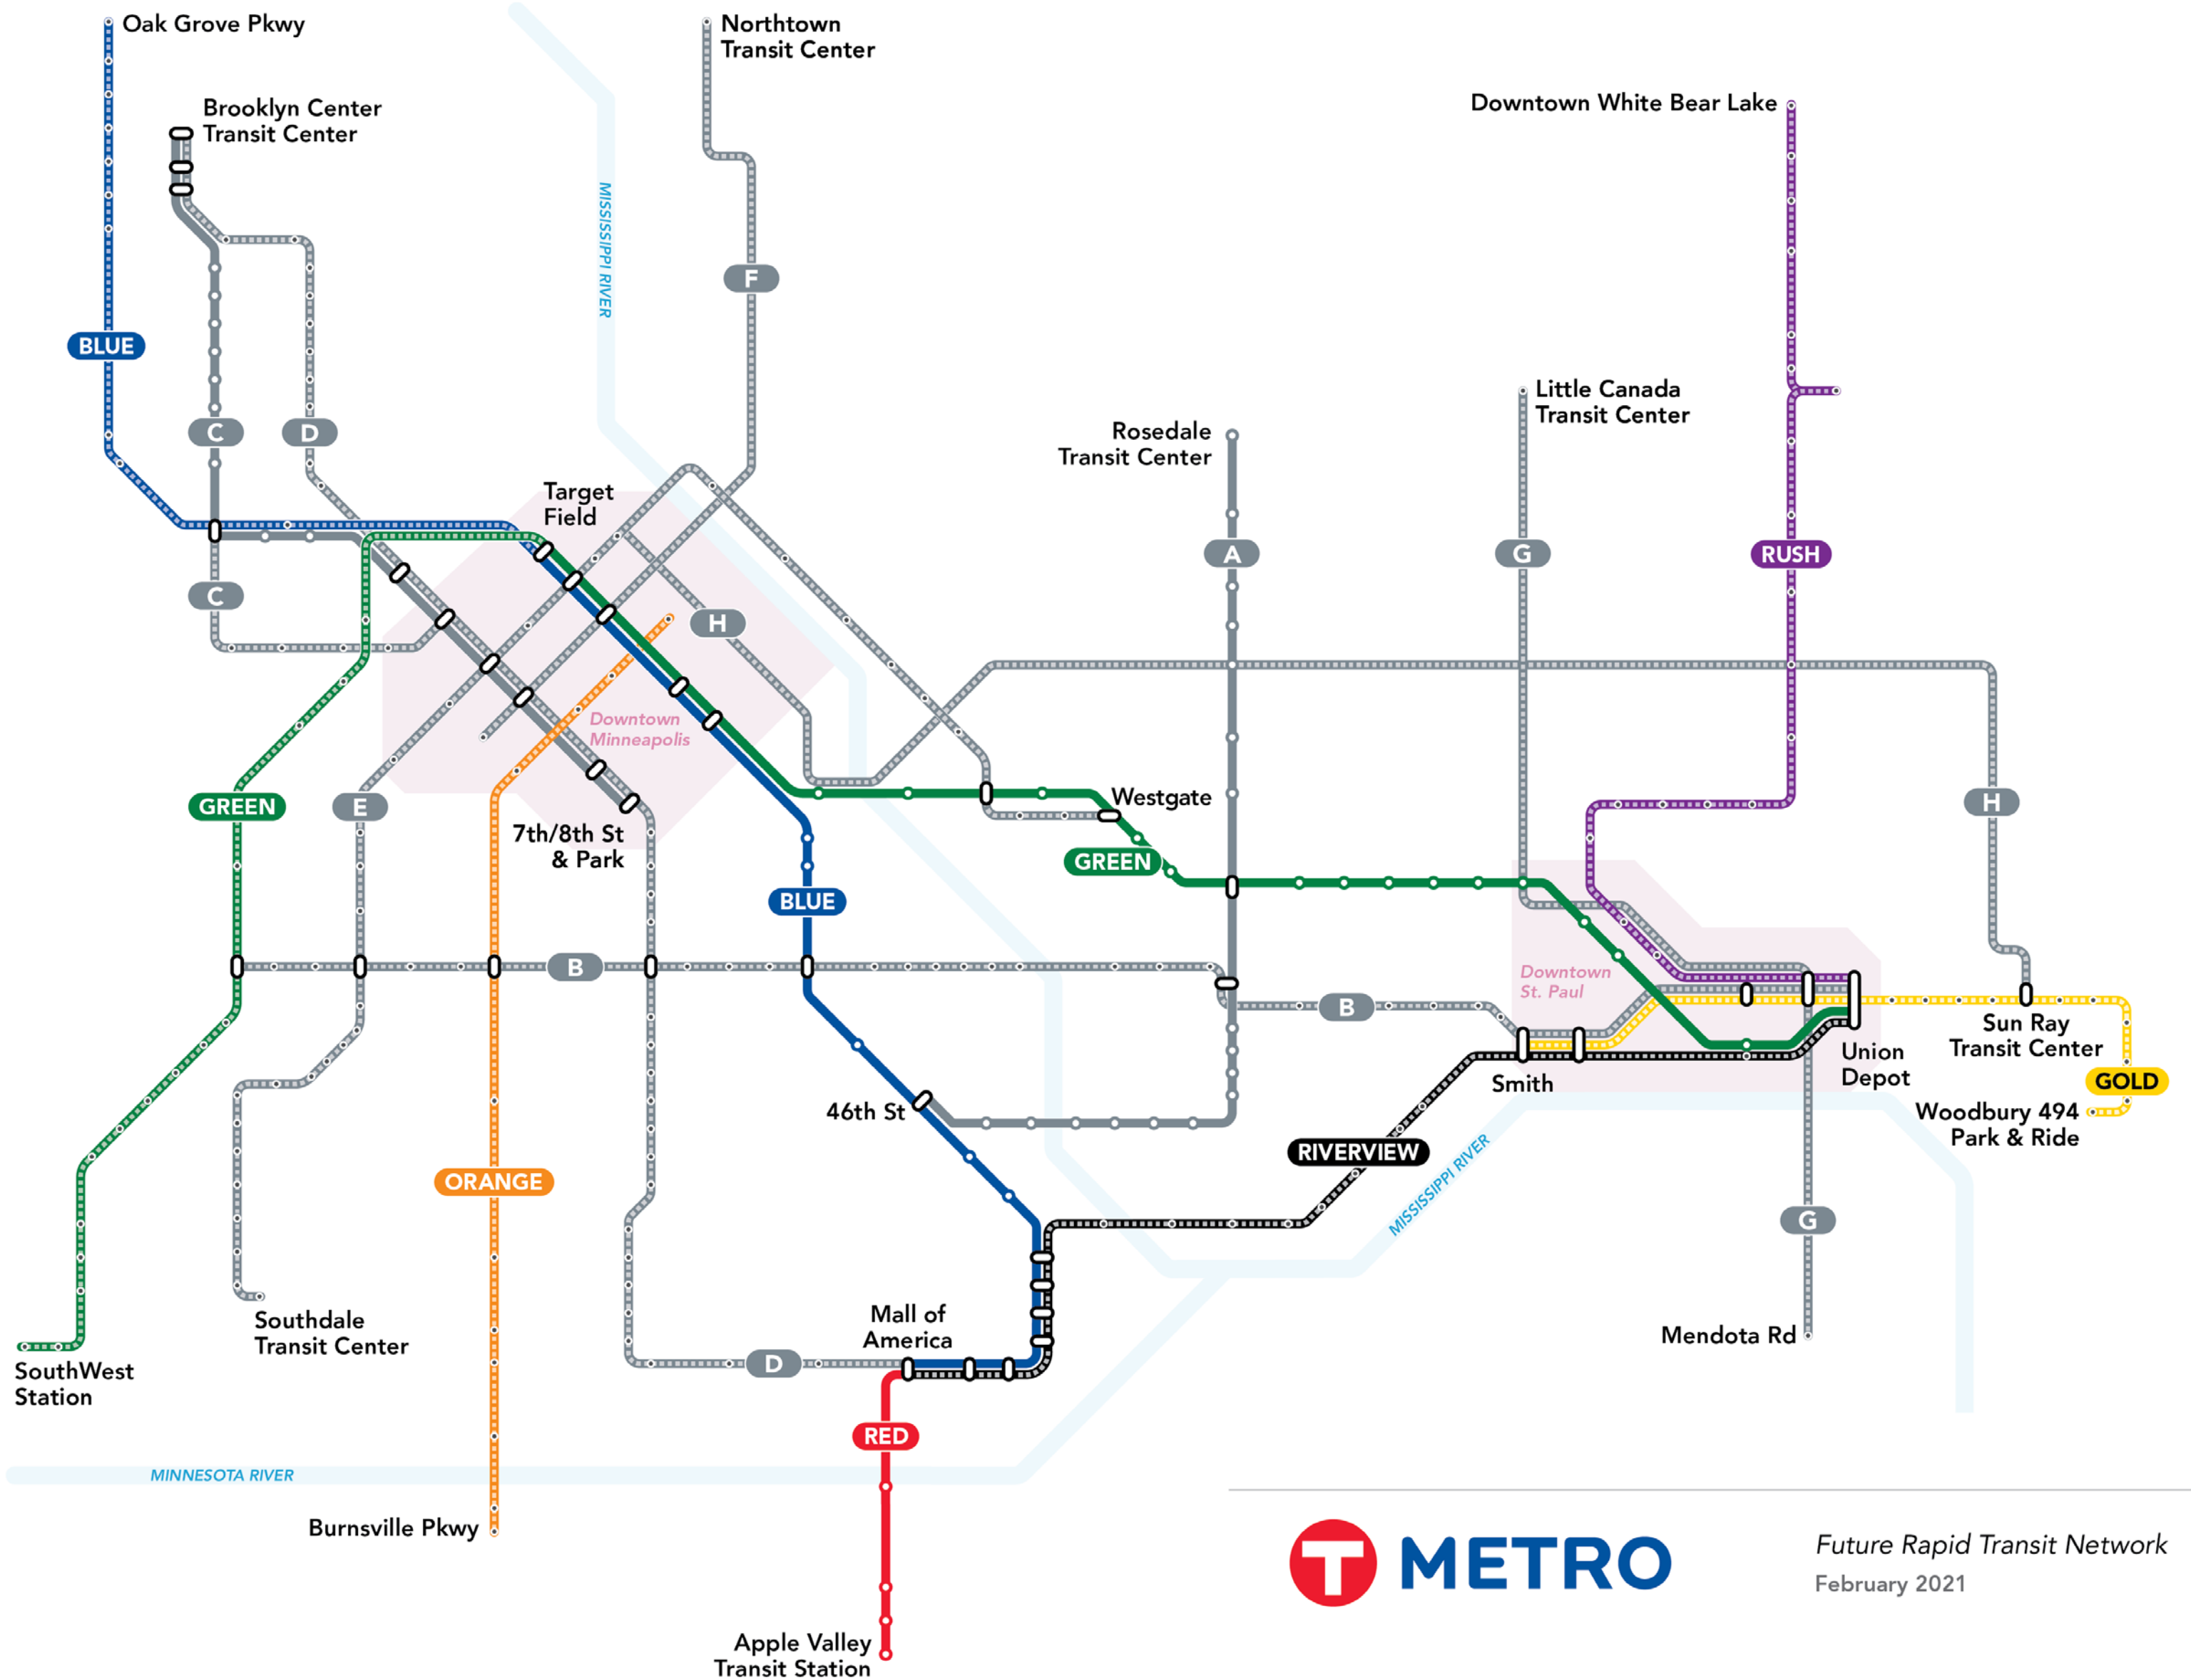 Oak Grove Pkwy
Northtown
Transit Center
Brooklyn Center
Transit Center
Downtown White Bear Lake
MISSISSIPPI RIVER
F
BLUE
Little Canada
Transit Center
C
D
Rosedale
Transit Center
Target
Field
A
G
RUSH
C
H
Downtown
Minneapolis
GREEN
E
Westgate
H
7th/8th St
& Park
GREEN
BLUE
B
Downtown
St. Paul
B
Sun Ray
Transit Center
Union
Depot
Smith
GOLD
46th St
Woodbury 494
Park & Ride
RIVERVIEW
MISSISSIPPI RIVER
ORANGE
G
Southdale
Transit Center
Mall of
America
Mendota Rd
D
SouthWest
Station
RED
MINNESOTA RIVER
Burnsville Pkwy
T METRO
Future Rapid Transit Network
February 2021
Apple Valley
Transit Station